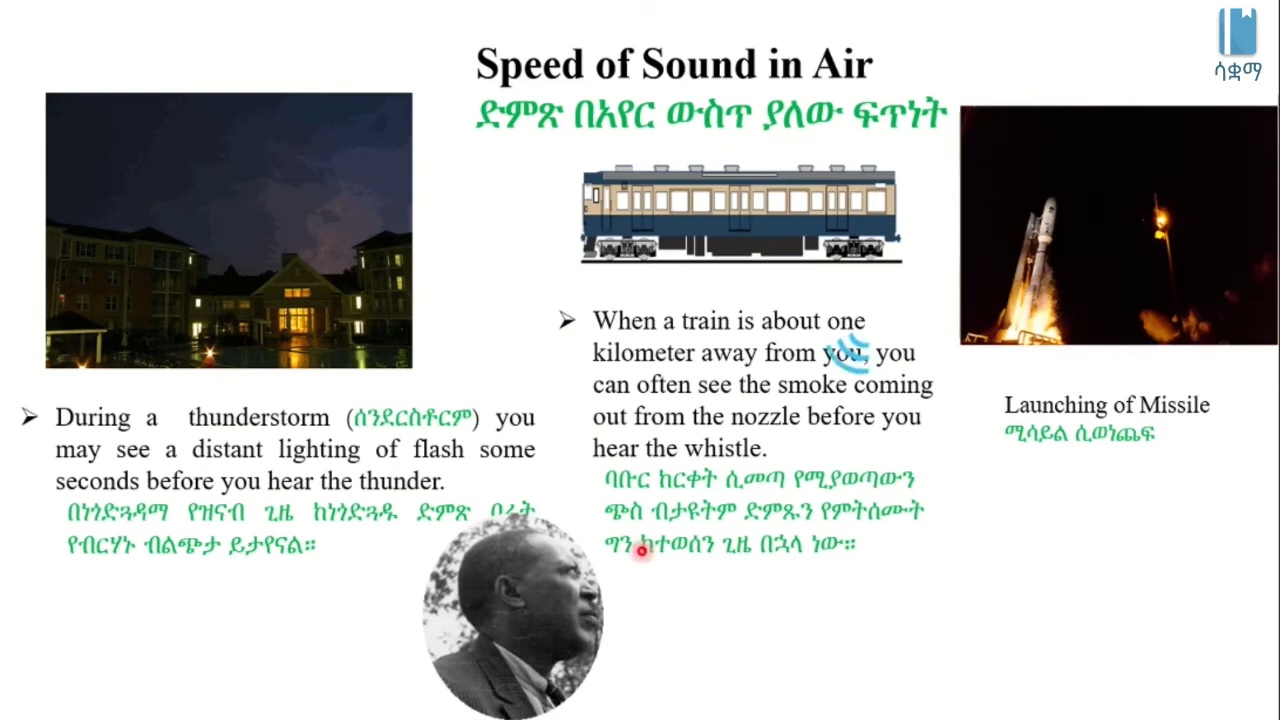 ሳቋማ
Speed of Sound in Air
ድምጽ በአየር ውስጥ ያለው ፍጥነት
➢ During a thunderstorm (ሰንደርስቶርም) you
may see a distant lighting of flash some
seconds before you hear the thunder.
በነጎድጓዳማ የዝናብ ጊዜ ከነጎድጓዱ ድምጽ በፊት
የብርሃኑ ብልጭታ ይታየናል።
➢ When a train is about one
kilometer away from you, you
can often see the smoke coming
out from the nozzle before you
hear the whistle.
ባቡር ከርቀት ሲመጣ የሚያወጣውን
ጭስ ብታዩትም ድምጹን የምትሰሙት
ግን ከተወሰን ጊዜ በኋላ ነው።
Launching of Missile
ሚሳይል ሲወነጨፍ